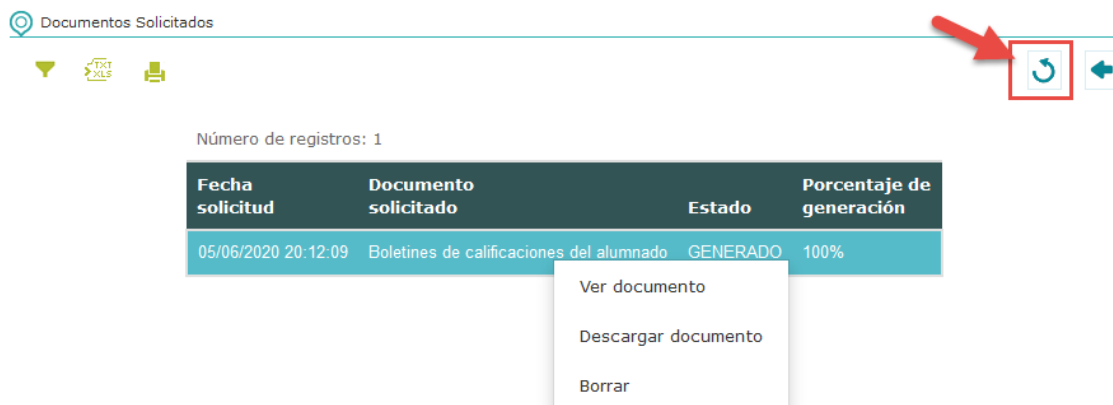 Documentos Solicitados
TXT
XLS
Número de registros: 1
Fecha solicitud Documento solicitado Estado Porcentaje de generación
05/06/2020 20:12:09 Boletines de calificaciones del alumnado GENERADO 100%
Ver documento
Descargar documento
Borrar